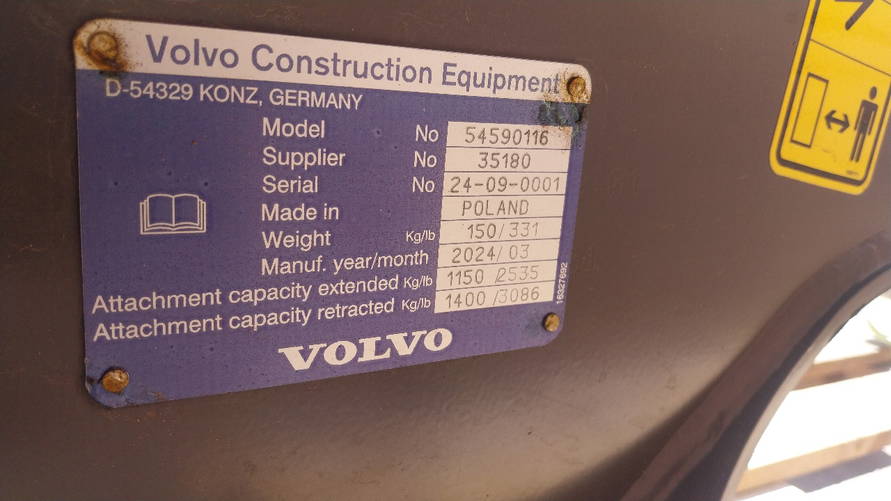 Volvo Construction Equipment
D-54329 KONZ, GERMANY
Model No 54590116
Supplier No 35180
Serial No 24-09-0001
Made in POLAND
Weight Kg/lb 150/331
Manuf. year/month 2024/03
Attachment capacity extended Kg/lb 1150/2535
Attachment capacity retracted Kg/lb 1400/3086
16327692
VOLVO